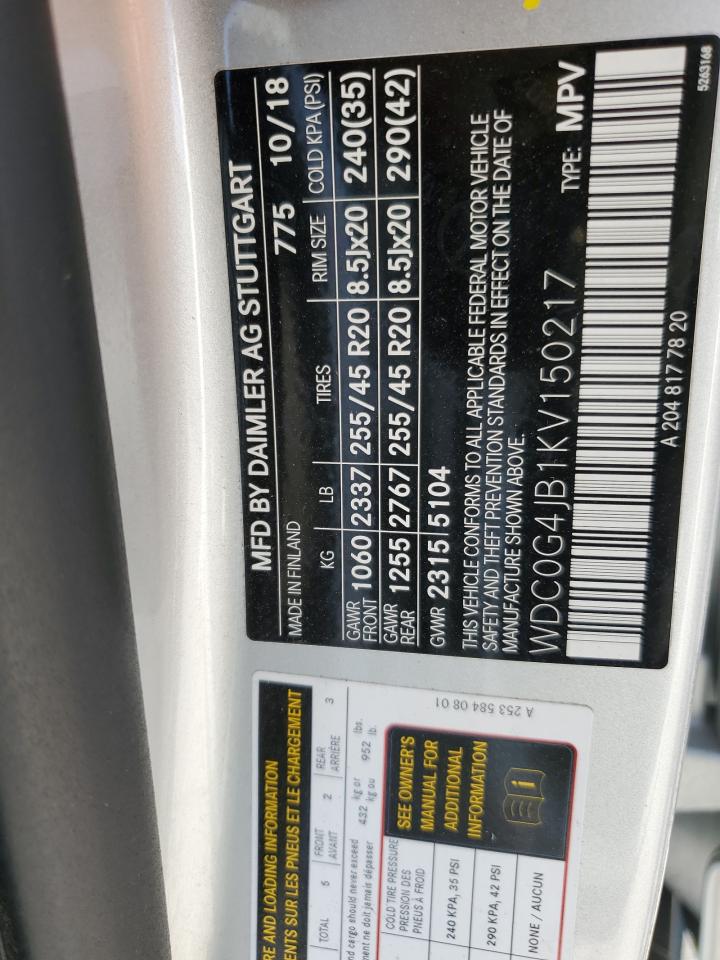 MFD BY DAIMLER AG STUTTGART
MADE IN FINLAND 775 10/18
KG LB TIRES RIM SIZE COLD KPA (PSI)
GAWR FRONT 1060 2337 255/45 R20 8.5Jx20 240(35)
GAWR REAR 1255 2767 255/45 R20 8.5Jx20 290(42)
GVWR 2315 5104
THIS VEHICLE CONFORMS TO ALL APPLICABLE FEDERAL MOTOR VEHICLE
SAFETY AND THEFT PREVENTION STANDARDS IN EFFECT ON THE DATE OF
MANUFACTURE SHOWN ABOVE.
WDC0G4JB1KV150217 TYPE: MPV
A 204 817 78 20
5263168
AND LOADING INFORMATION
SUR LES PNEUS ET LE CHARGEMENT
TOTAL 5 FRONT AVANT 2 REAR ARRIÈRE 3
cargo should never exceed 432 kg or lbs.
ne doit jamais dépasser kg ou 952 lb.
COLD TIRE PRESSURE
PRESSION DES
PNEUS À FROID
240 KPA, 35 PSI
290 KPA, 42 PSI
NONE / AUCUN
SEE OWNER'S
MANUAL FOR
ADDITIONAL
INFORMATION
i
A 253 584 08 01